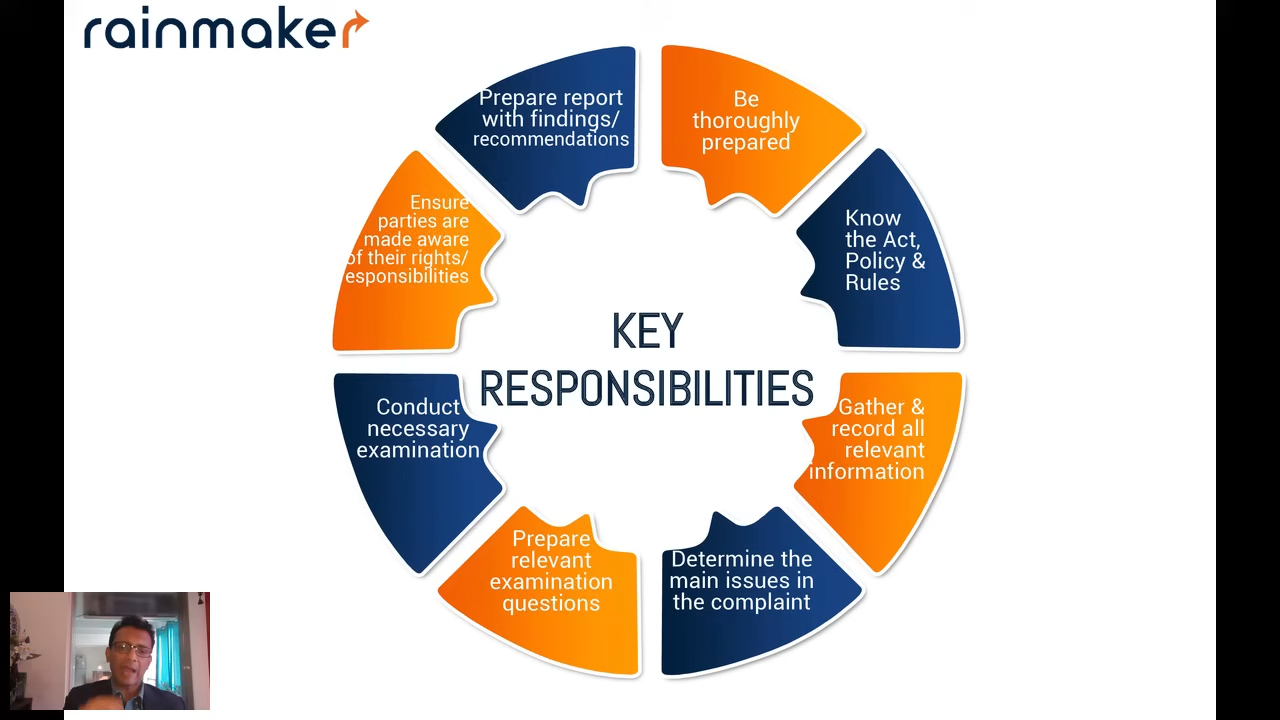 rainmaker
Be
thoroughly
prepared
Know
the Act,
Policy &
Rules
Gather &
record all
relevant
information
Determine the
main issues in
the complaint
Prepare
relevant
examination
questions
Conduct
necessary
examination
Ensure
parties are
made aware
of their rights/
esponsibilities
Prepare report
with findings/
recommendations
KEY
RESPONSIBILITIES